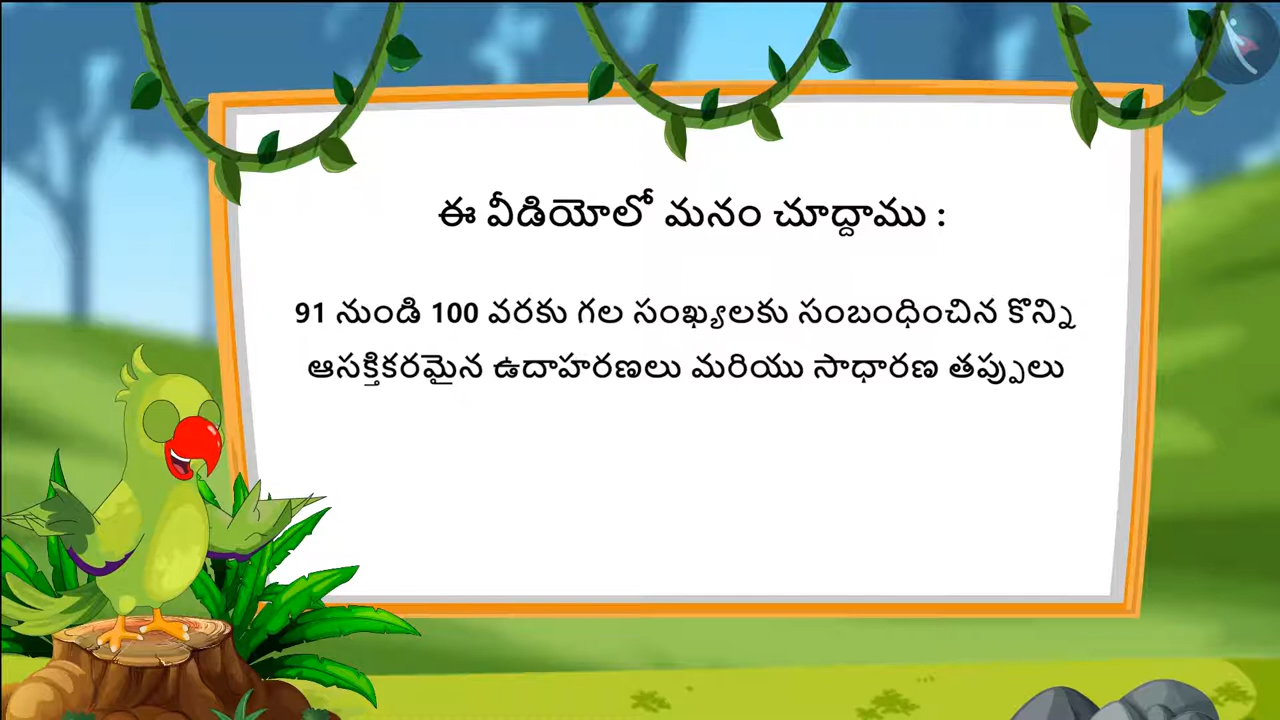 ఈ వీడియోలో మనం చూద్దాము :
91 నుండి 100 వరకు గల సంఖ్యలకు సంబంధించిన కొన్ని
ఆసక్తికరమైన ఉదాహరణలు మరియు సాధారణ తప్పులు